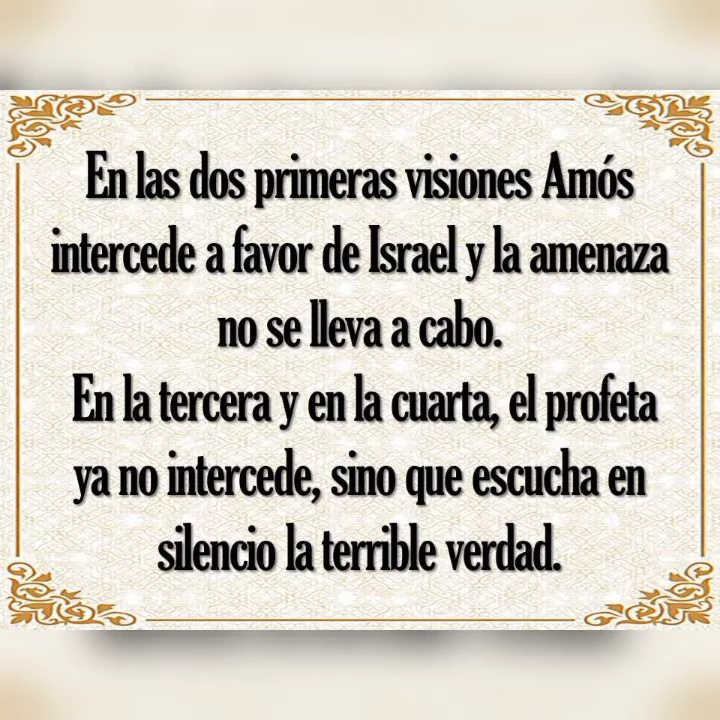 En las dos primeras visiones Amós
intercede a favor de Israel y la amenaza
no se lleva a cabo.
En la tercera y en la cuarta, el profeta
ya no intercede, sino que escucha en
silencio la terrible verdad.